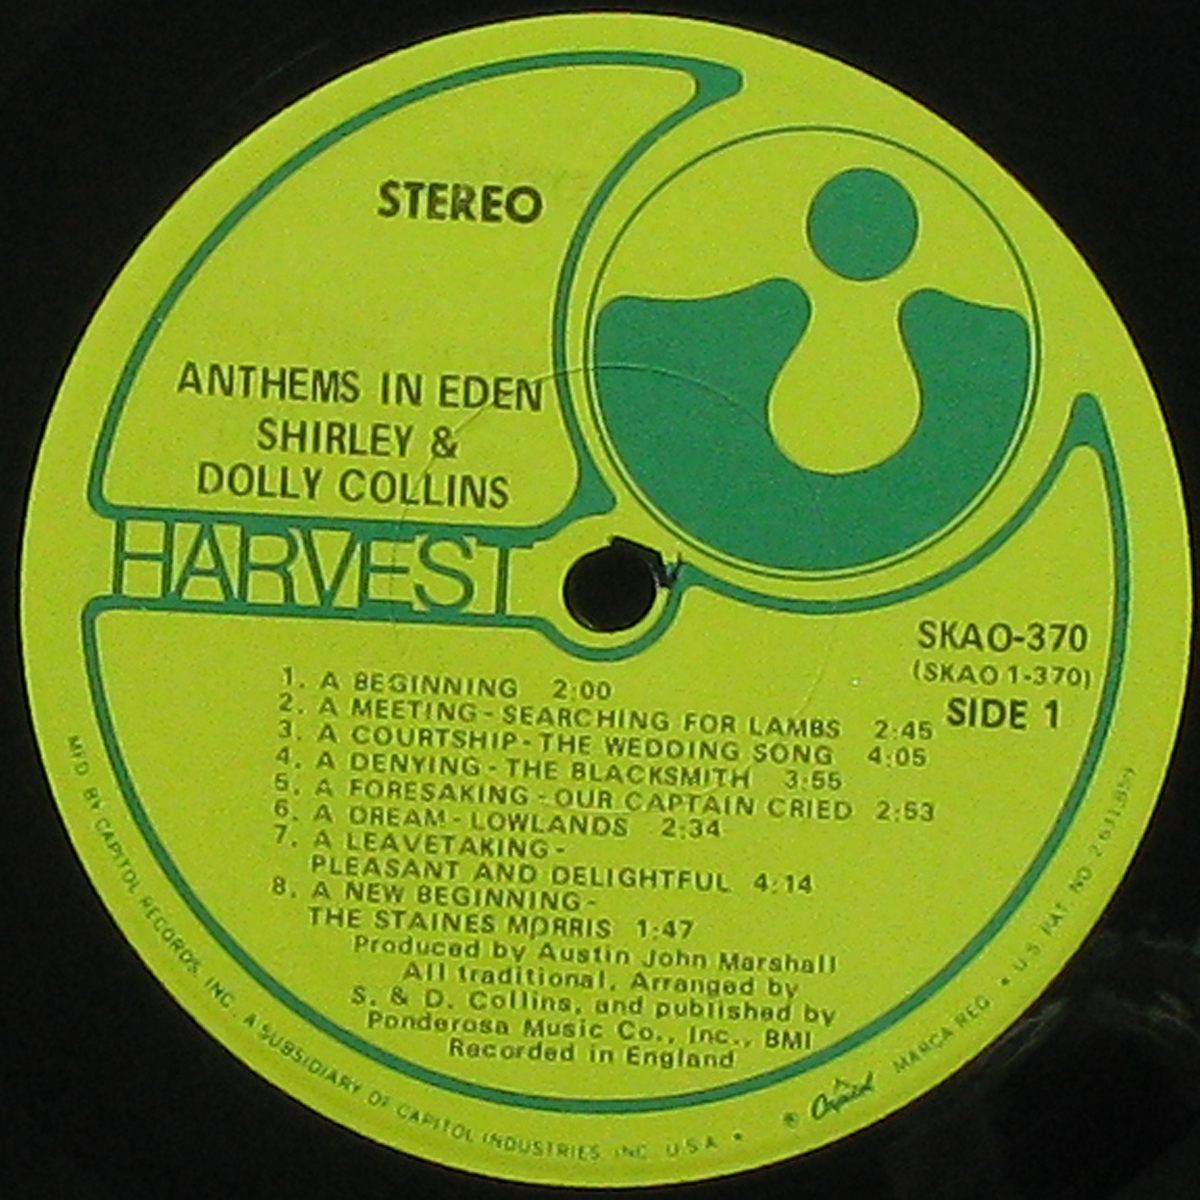 STEREO
ANTHEMS IN EDEN
SHIRLEY &
DOLLY COLLINS
HARVEST
SKAO-370
(SKAO 1-370)
SIDE 1
1. A BEGINNING 2:00
2. A MEETING - SEARCHING FOR LAMBS 2:45
3. A COURTSHIP - THE WEDDING SONG 4:05
4. A DENYING - THE BLACKSMITH 3:55
5. A FORESAKING - OUR CAPTAIN CRIED 2:53
6. A DREAM - LOWLANDS 2:34
7. A LEAVETAKING -
PLEASANT AND DELIGHTFUL 4:14
8. A NEW BEGINNING -
THE STAINES MORRIS 1:47
Produced by Austin John Marshall
All traditional, Arranged by
S. & D. Collins, and published by
Ponderosa Music Co., Inc., BMI
Recorded in England
MF'D BY CAPITOL RECORDS, INC. A SUBSIDIARY OF CAPITOL INDUSTRIES, INC. U.S.A. • ® Capitol MARCA REG. • U.S. PAT. NO. 2,631,859